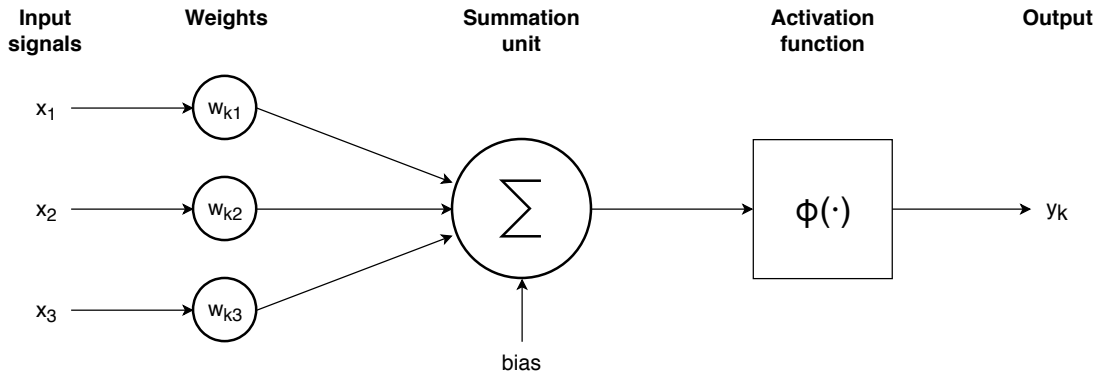 Input
signals
Weights
Summation
unit
Activation
function
Output
x₁
wₖ₁
x₂
wₖ₂
∑
ϕ(·)
yₖ
x₃
wₖ₃
bias